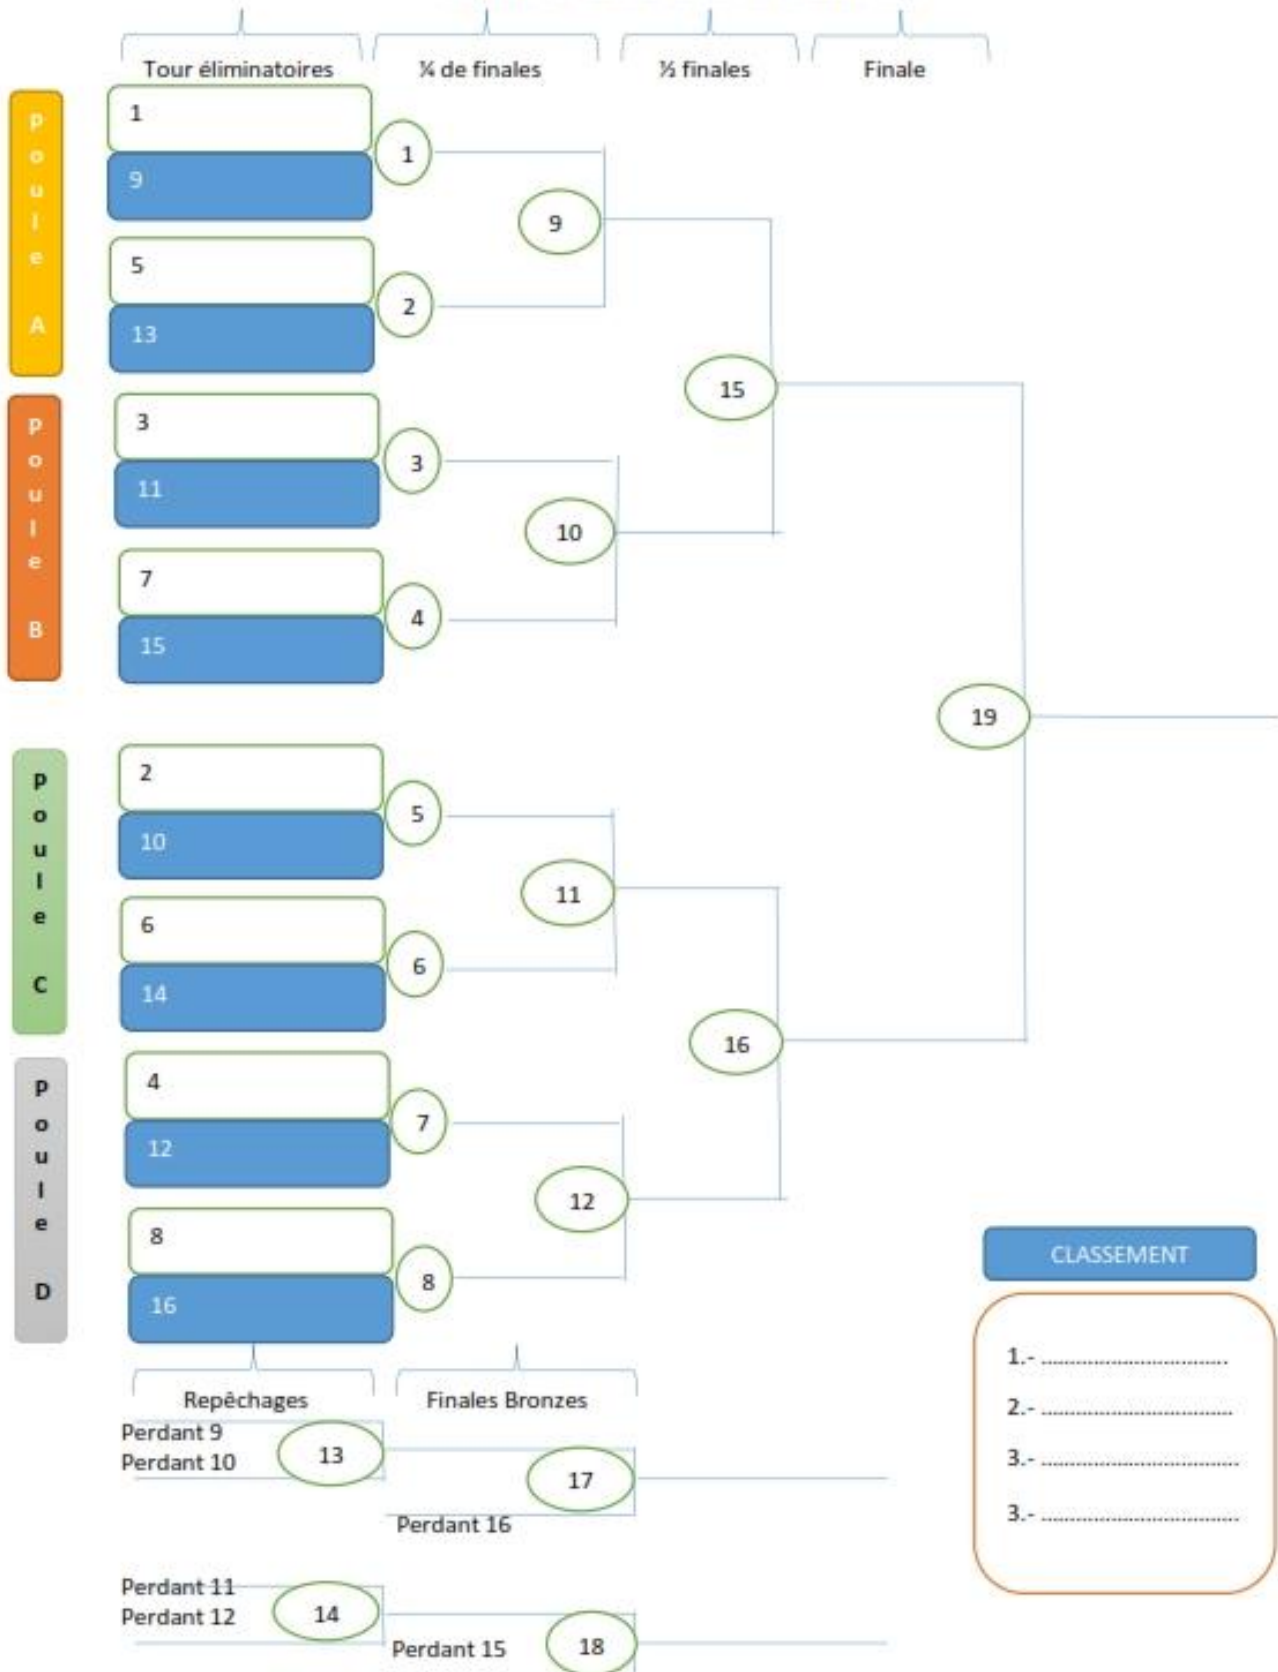 Tour éliminatoires
¼ de finales
½ finales
Finale
Poule A
1
9
1
5
13
2
9
Poule B
3
11
3
7
15
4
10
15
19
Poule C
2
10
5
6
14
6
11
Poule D
4
12
7
8
16
8
12
16
Repêchages
Finales Bronzes
Perdant 9
Perdant 10
13
17
Perdant 16
Perdant 11
Perdant 12
14
Perdant 15
18
CLASSEMENT
1.- ....................................
2.- ....................................
3.- ....................................
3.- ....................................